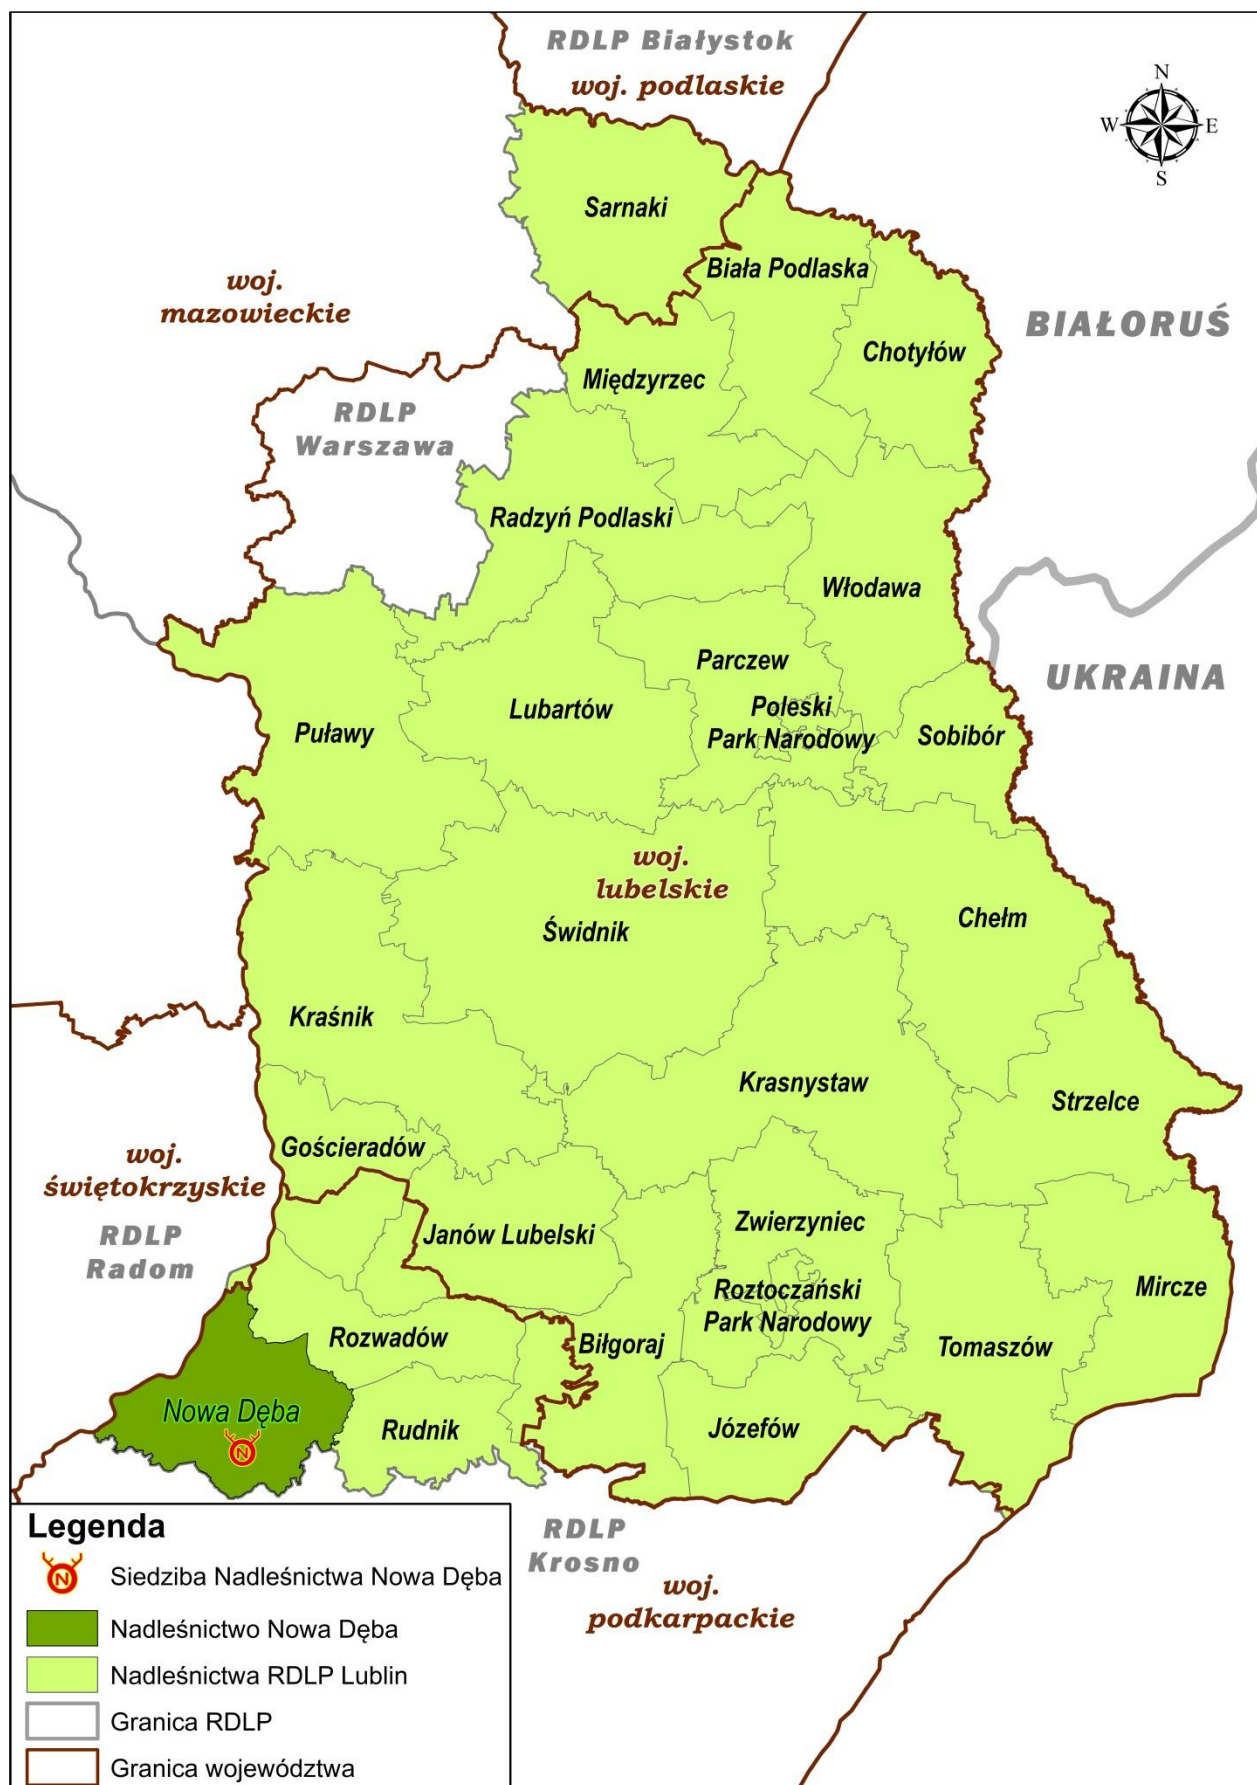 RDLP Białystok
woj. podlaskie
N
W
E
S
Sarnaki
Biała Podlaska
woj.
mazowieckie
BIAŁORUŚ
Chotyłów
Międzyrzec
RDLP
Warszawa
Radzyń Podlaski
Włodawa
Parczew
UKRAINA
Lubartów
Poleski
Park Narodowy
Puławy
Sobibór
woj.
lubelskie
Świdnik
Chełm
Kraśnik
Krasnystaw
Strzelce
Gościeradów
woj.
świętokrzyskie
RDLP
Radom
Janów Lubelski
Zwierzyniec
Roztoczański
Park Narodowy
Mircze
Rozwadów
Biłgoraj
Tomaszów
Nowa Dęba
N
Rudnik
Józefów
RDLP
Krosno
woj.
podkarpackie
Legenda
N
Siedziba Nadleśnictwa Nowa Dęba
Nadleśnictwo Nowa Dęba
Nadleśnictwa RDLP Lublin
Granica RDLP
Granica województwa